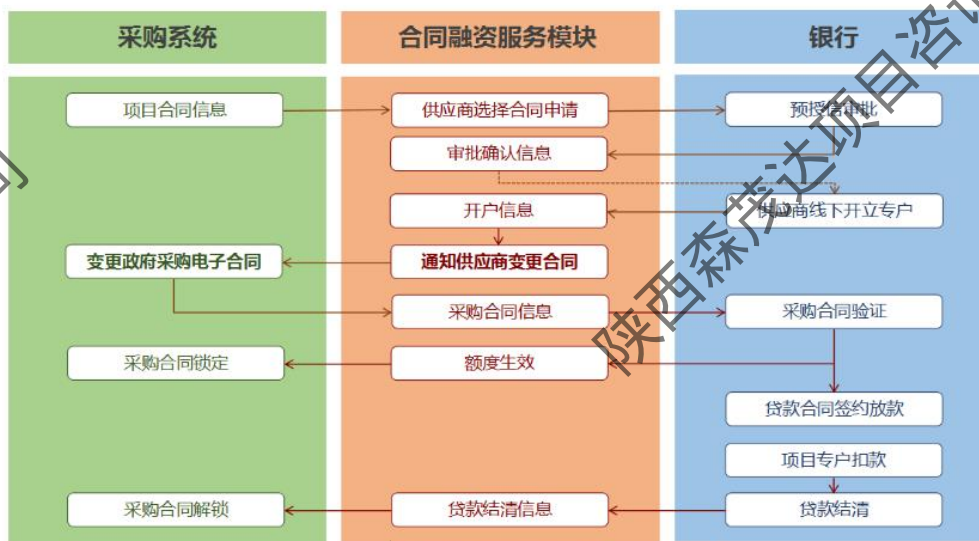 采购系统
合同融资服务模块
银行
项目合同信息
供应商选择合同申请
预授信审批
审批确认信息
开户信息
供应商线下开立专户
变更政府采购电子合同
通知供应商变更合同
采购合同信息
采购合同验证
采购合同锁定
额度生效
贷款合同签约放款
项目专户扣款
采购合同解锁
贷款结清信息
贷款结清
陕西森茂达项目咨询
司